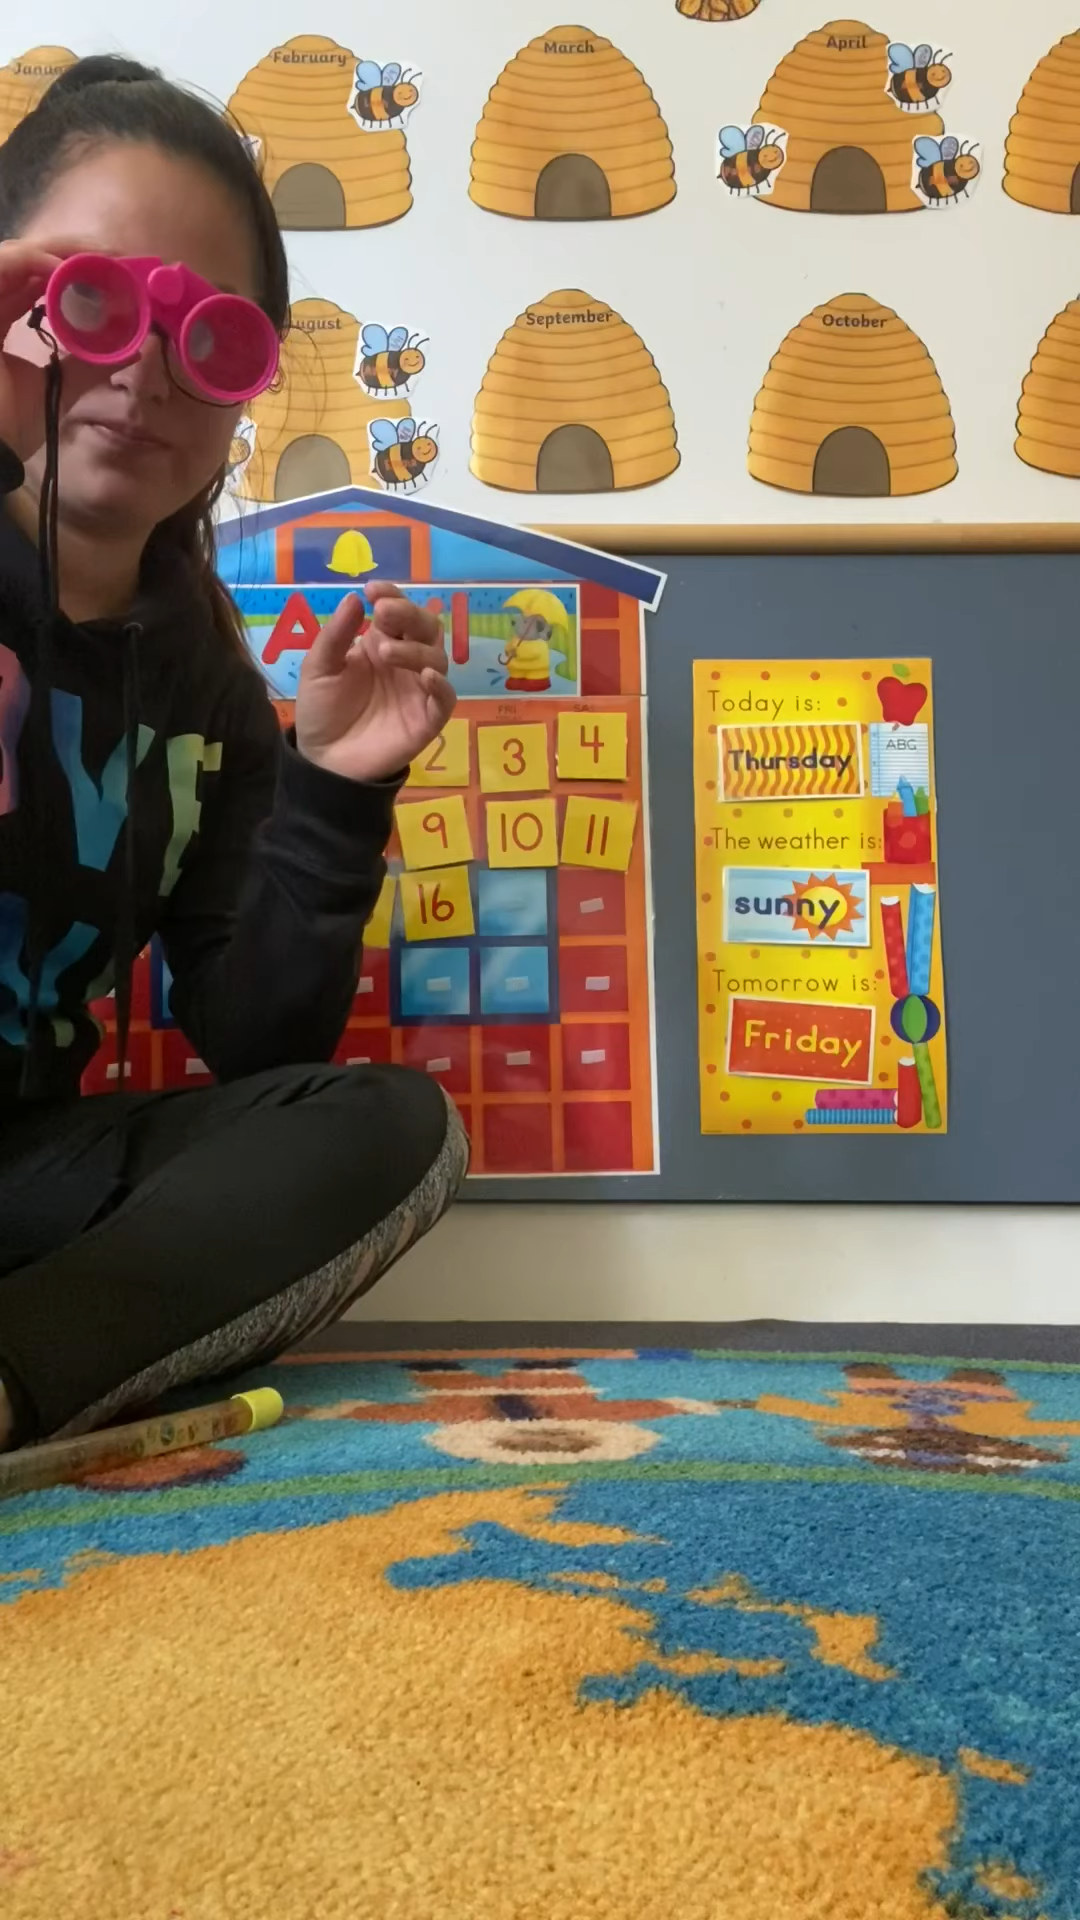 February
March
April
September
October
FRI
2
3
4
9
10
11
16
Today is:
Thursday
ABC
The weather is:
sunny
Tomorrow is:
Friday